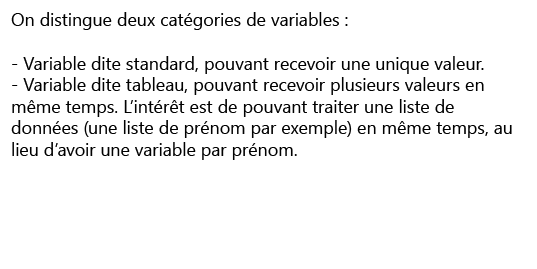 On distingue deux catégories de variables :
- Variable dite standard, pouvant recevoir une unique valeur.
- Variable dite tableau, pouvant recevoir plusieurs valeurs en
même temps. L’intérêt est de pouvant traiter une liste de
données (une liste de prénom par exemple) en même temps, au
lieu d’avoir une variable par prénom.